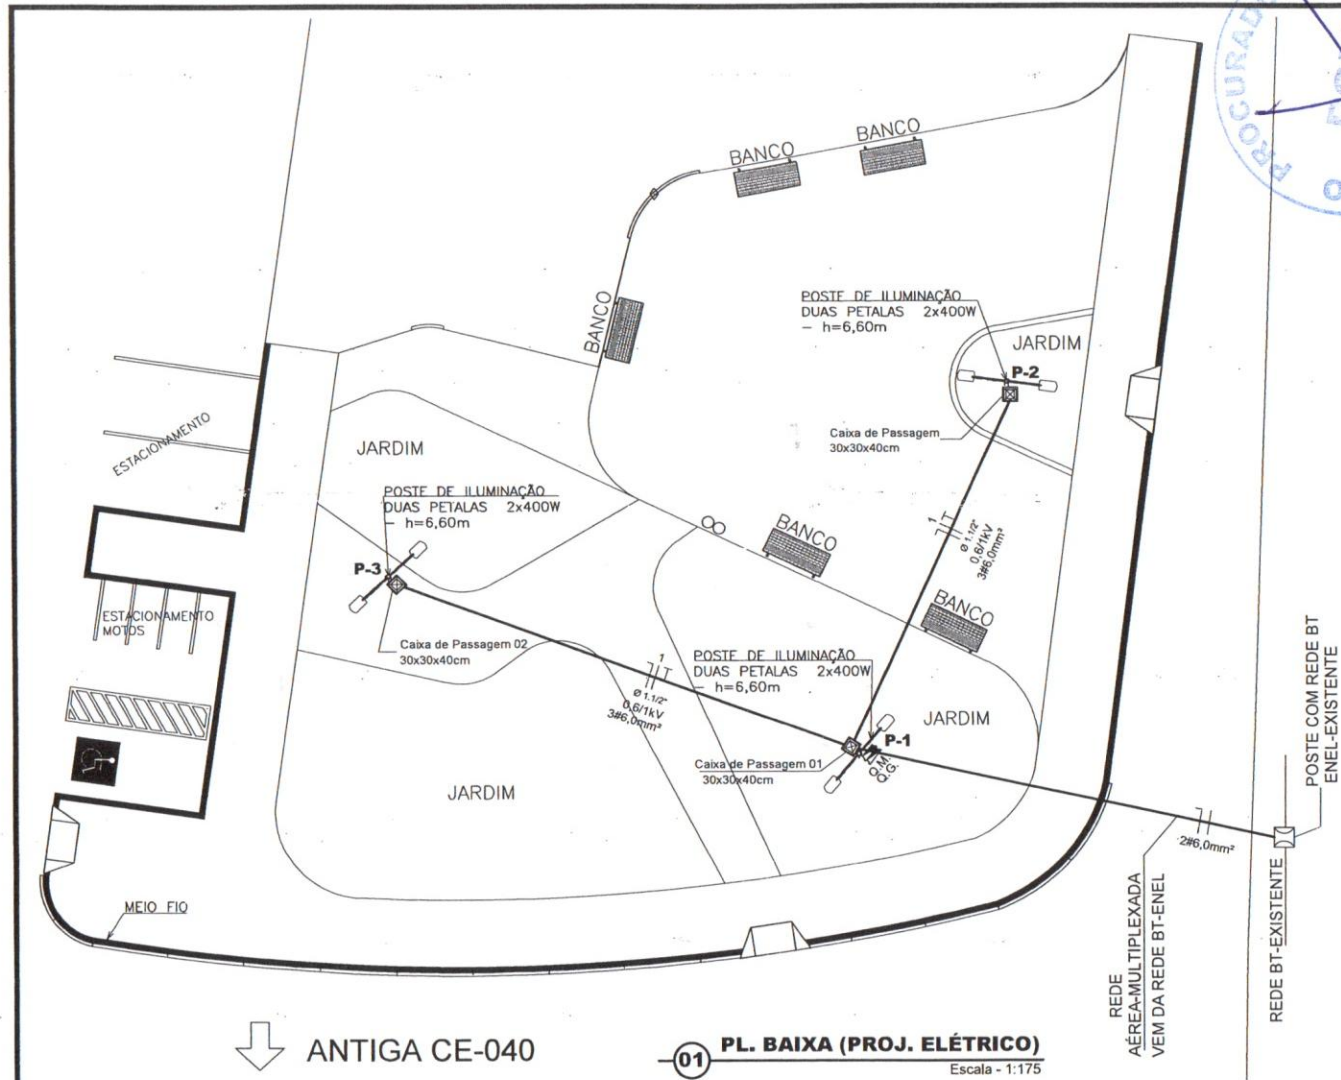 PROCURAD
BANCO
BANCO
BANCO
POSTE DE ILUMINAÇÃO
DUAS PETALAS 2x400W
– h=6,60m
JARDIM
P-2
Caixa de Passagem
30x30x40cm
ESTACIONAMENTO
JARDIM
POSTE DE ILUMINAÇÃO
DUAS PETALAS 2x400W
– h=6,60m
1
Ø 1.1/2"
0,6/1kV
3#6,0mm²
BANCO
P-3
BANCO
ESTACIONAMENTO
MOTOS
Caixa de Passagem 02
30x30x40cm
1
Ø 1.1/2"
0,6/1kV
3#6,0mm²
POSTE DE ILUMINAÇÃO
DUAS PETALAS 2x400W
– h=6,60m
JARDIM
P-1
Q.M.
Q.G.
Caixa de Passagem 01
30x30x40cm
JARDIM
2#6,0mm²
POSTE COM REDE BT
ENEL-EXISTENTE
MEIO FIO
REDE
AÉREA-MULTIPLEXADA
VEM DA REDE BT-ENEL
REDE BT-EXISTENTE
ANTIGA CE-040
01
PL. BAIXA (PROJ. ELÉTRICO)
Escala - 1:175